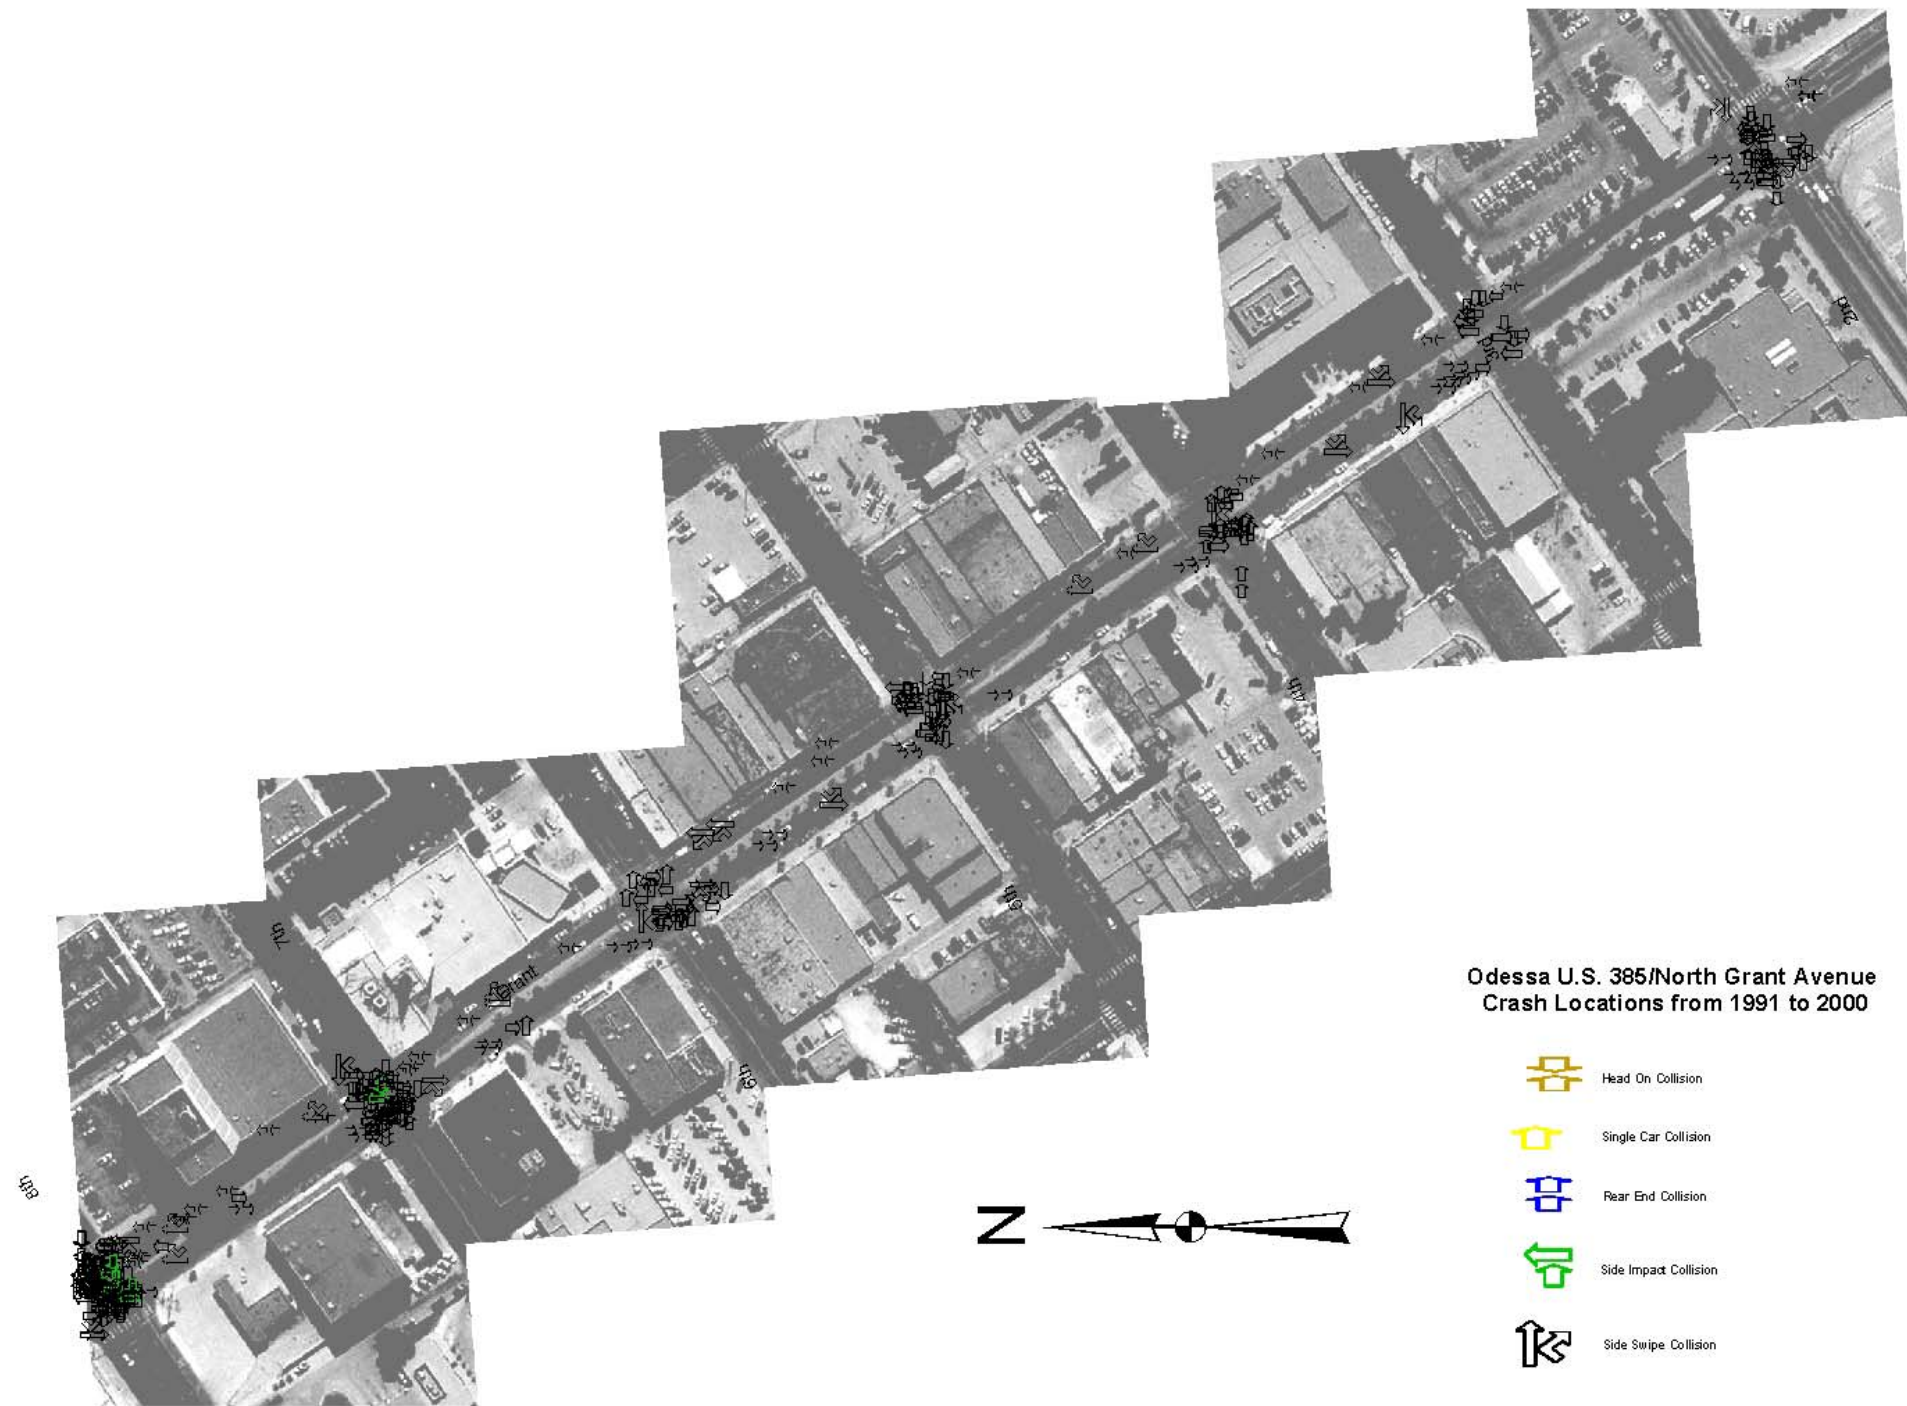 2nd
3rd
4th
5th
6th
7th
Grant
8th
N
Odessa U.S. 385/North Grant Avenue
Crash Locations from 1991 to 2000
Head On Collision
Single Car Collision
Rear End Collision
Side Impact Collision
Side Swipe Collision